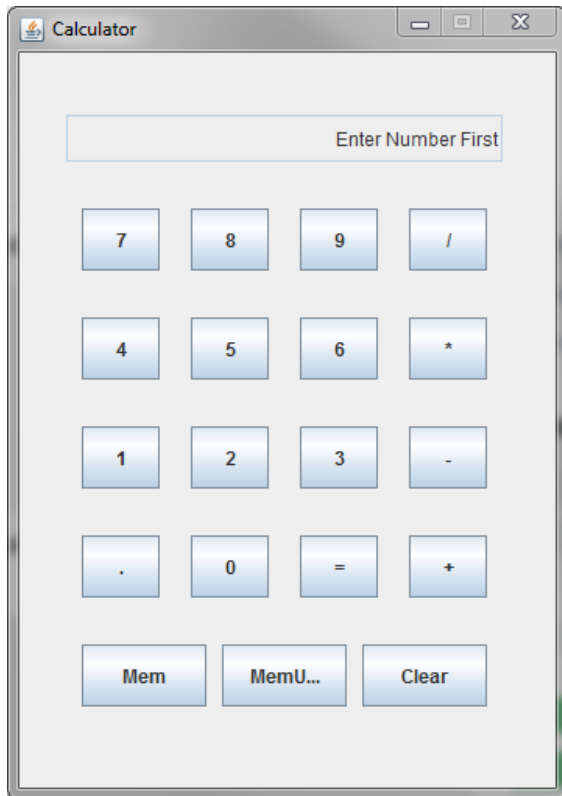 Calculator
Enter Number First
7 8 9 /
4 5 6 *
1 2 3 -
. 0 = +
Mem MemU... Clear